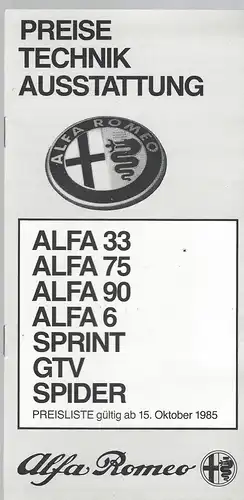 PREISE
TECHNIK
AUSSTATTUNG
ALFA ROMEO
ALFA 33
ALFA 75
ALFA 90
ALFA 6
SPRINT
GTV
SPIDER
PREISLISTE gültig ab 15. Oktober 1985
Alfa Romeo